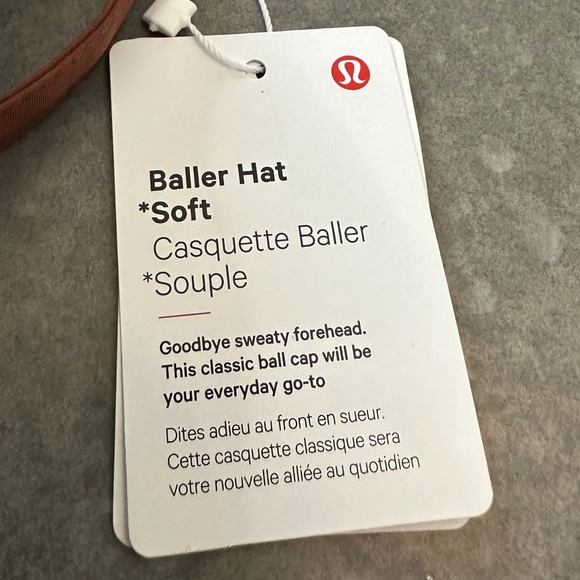 Baller Hat
*Soft
Casquette Baller
*Souple
Goodbye sweaty forehead.
This classic ball cap will be
your everyday go-to
Dites adieu au front en sueur.
Cette casquette classique sera
votre nouvelle alliée au quotidien